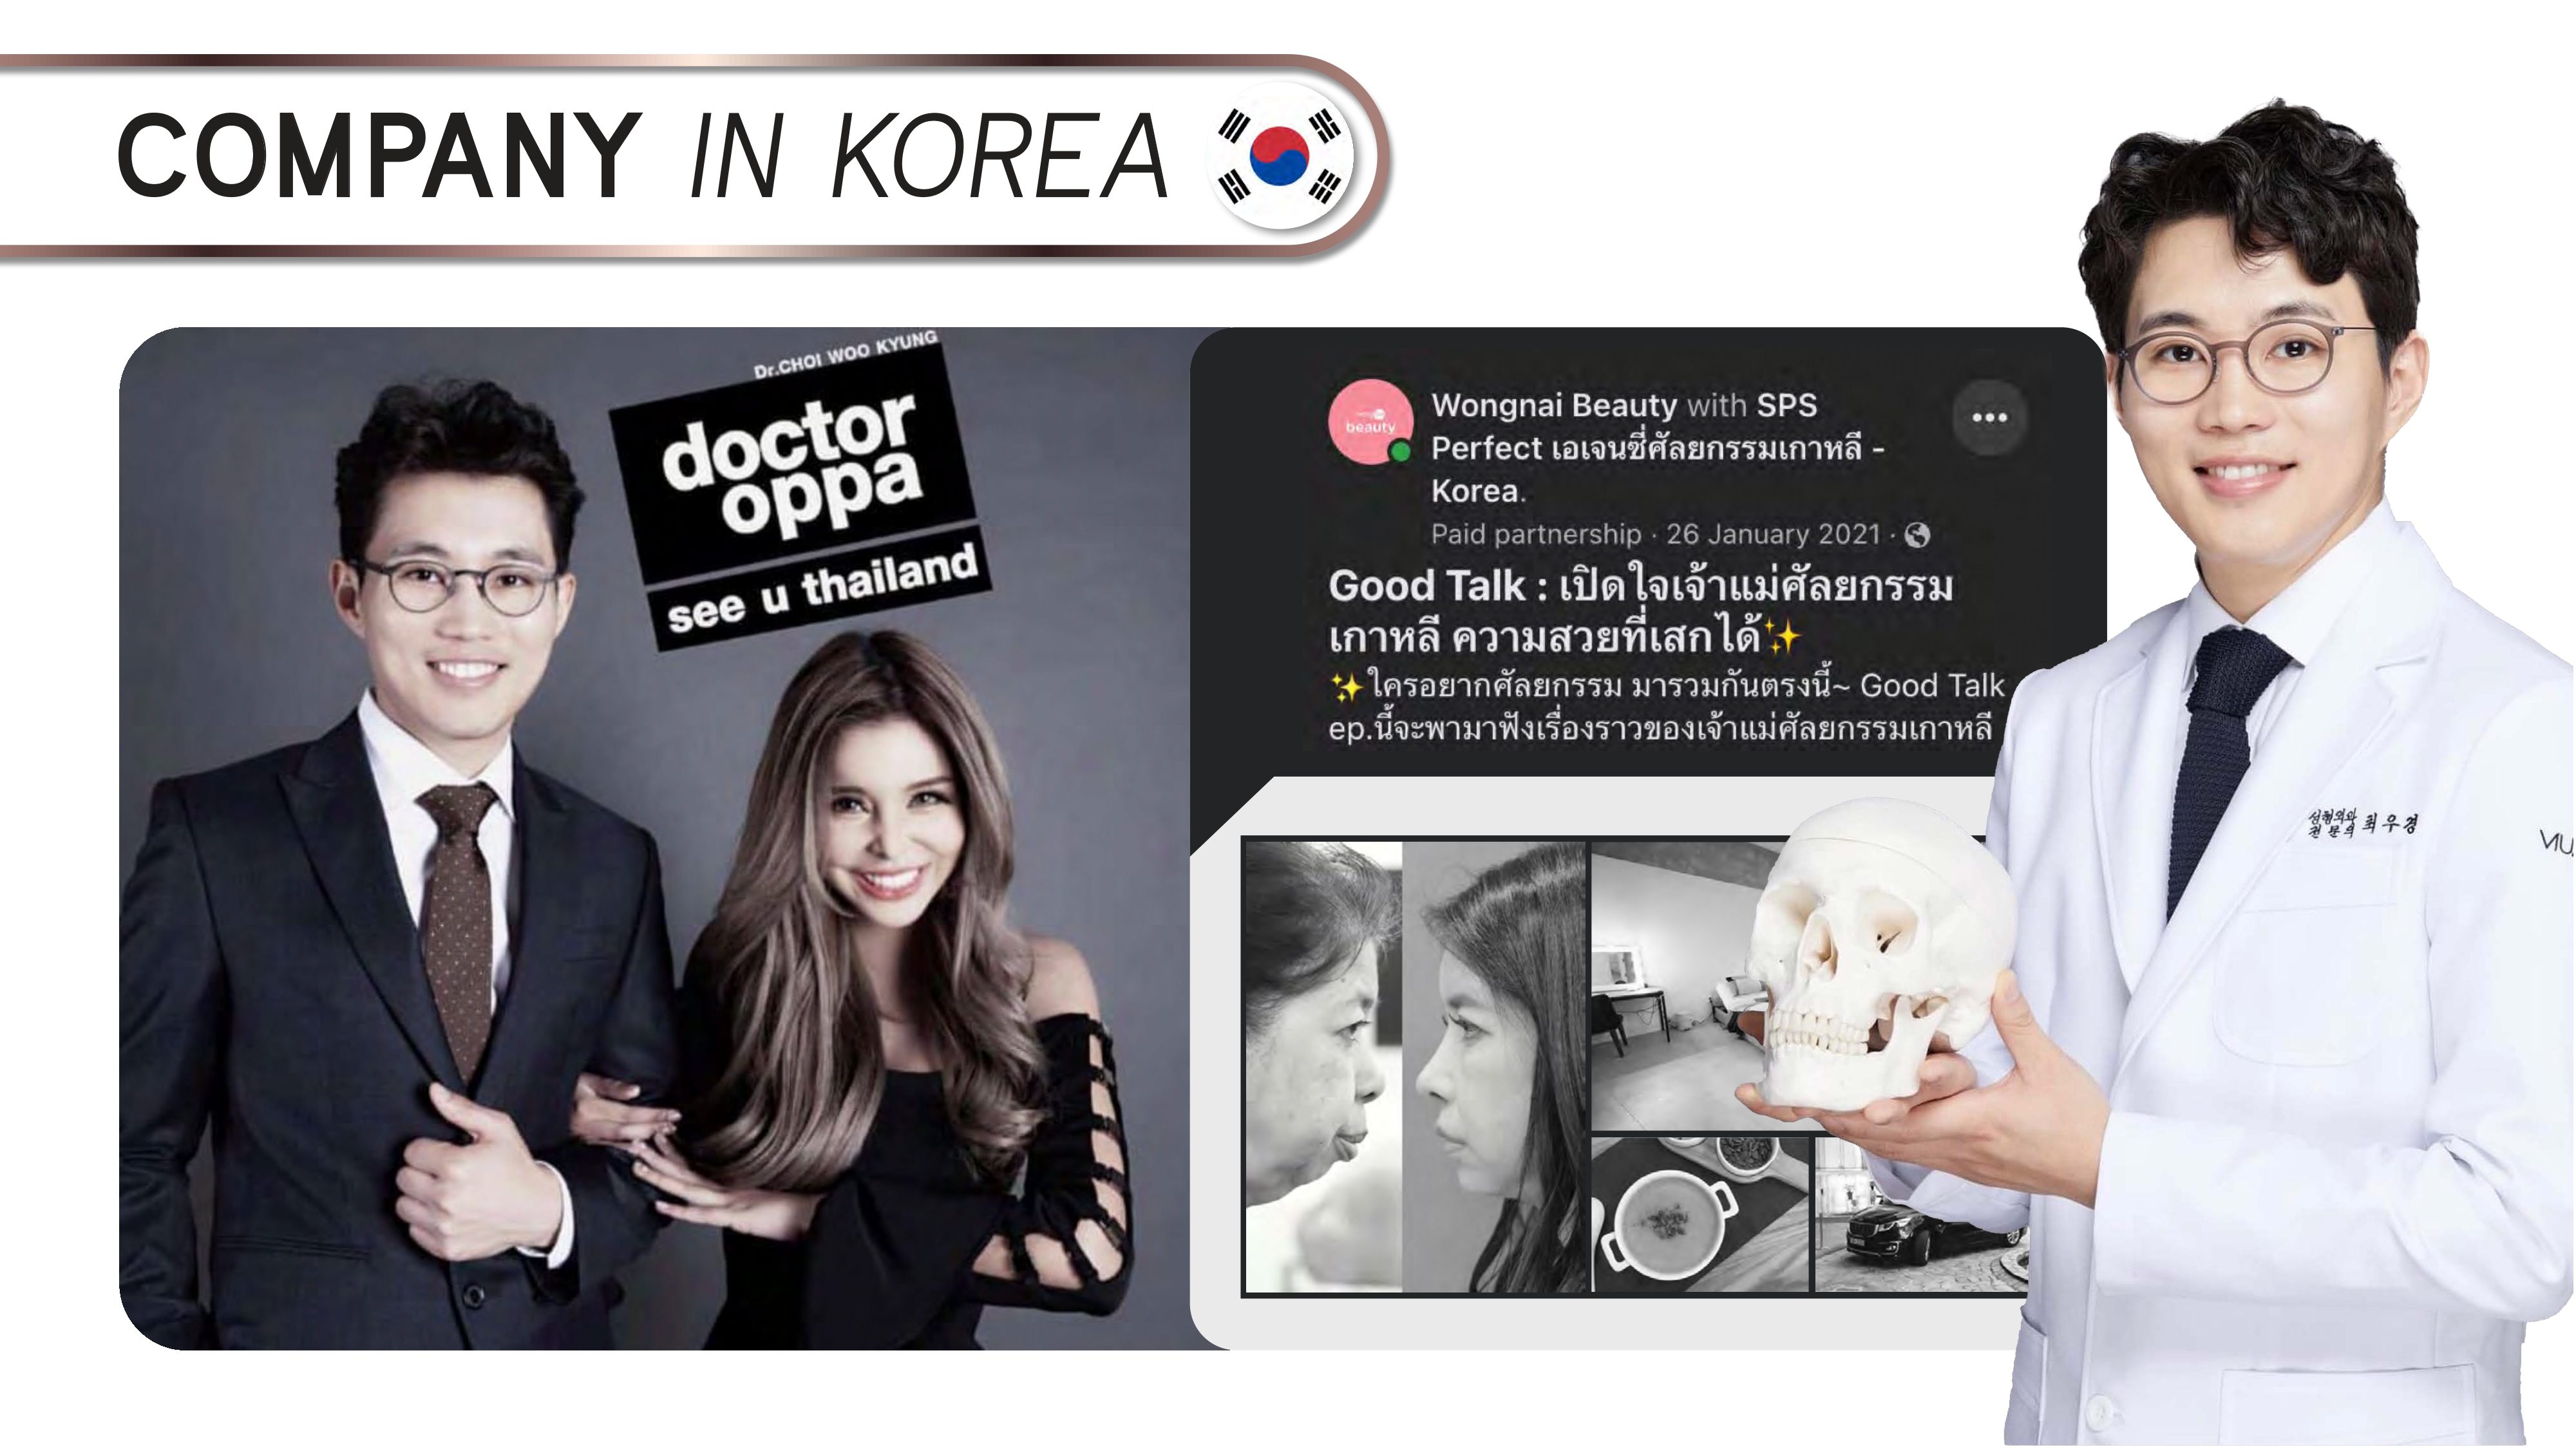 COMPANY IN KOREA
Dr.CHOI WOO KYUNG
doctor
oppa
see u thailand
beauty
Wongnai Beauty with SPS
Perfect เอเจนซี่ศัลยกรรมเกาหลี -
Korea.
Paid partnership · 26 January 2021 ·
Good Talk : เปิดใจเจ้าแม่ศัลยกรรม
เกาหลี ความสวยที่เสกได้✨
✨ใครอยากศัลยกรรม มารวมกันตรงนี้~ Good Talk
ep.นี้จะพามาฟังเรื่องราวของเจ้าแม่ศัลยกรรมเกาหลี
성형외과
전문의 최우경